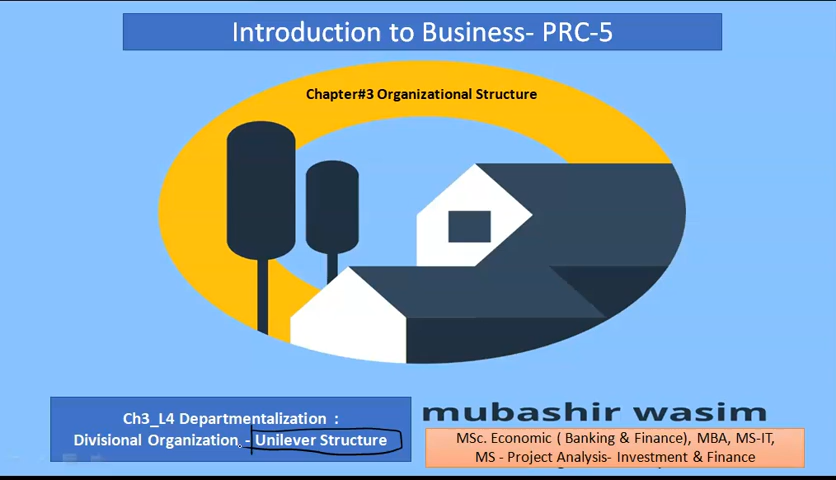 Introduction to Business- PRC-5
Chapter#3 Organizational Structure
Ch3_L4 Departmentalization :
Divisional Organization - Unilever Structure
mubashir wasim
MSc. Economic ( Banking & Finance), MBA, MS-IT,
MS - Project Analysis- Investment & Finance